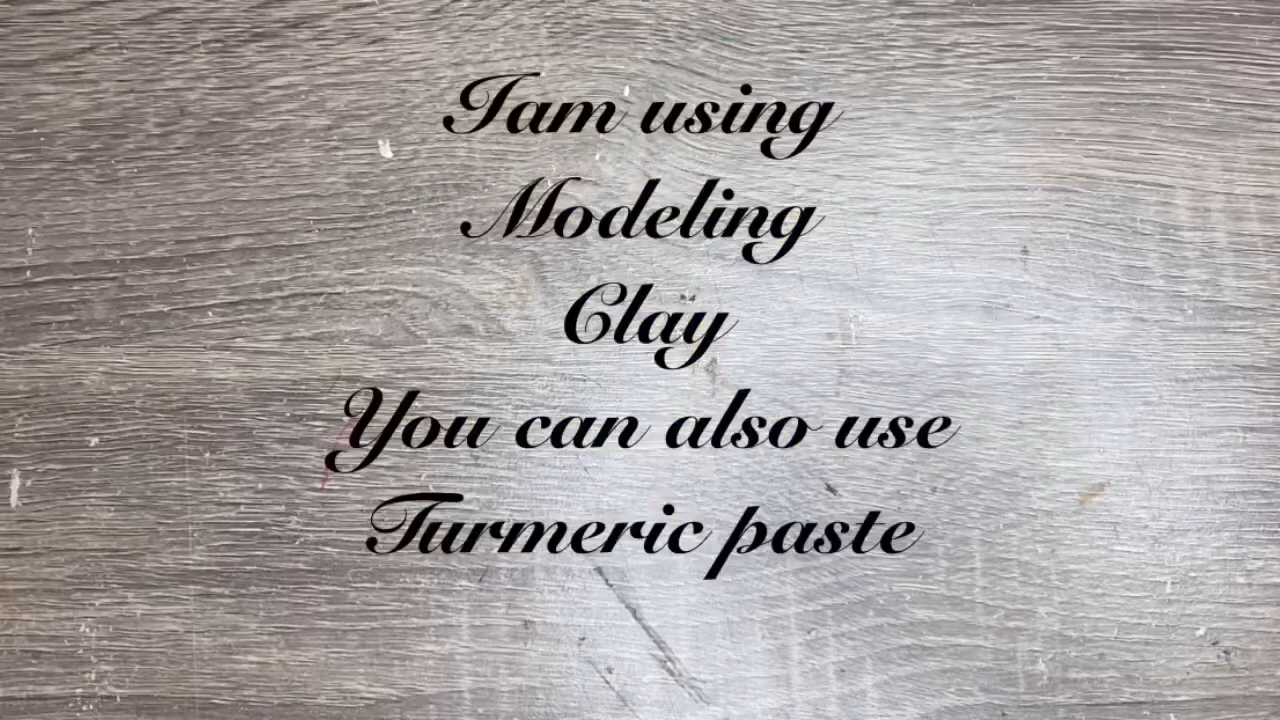 Iam using
Modeling
Clay
You can also use
Turmeric paste